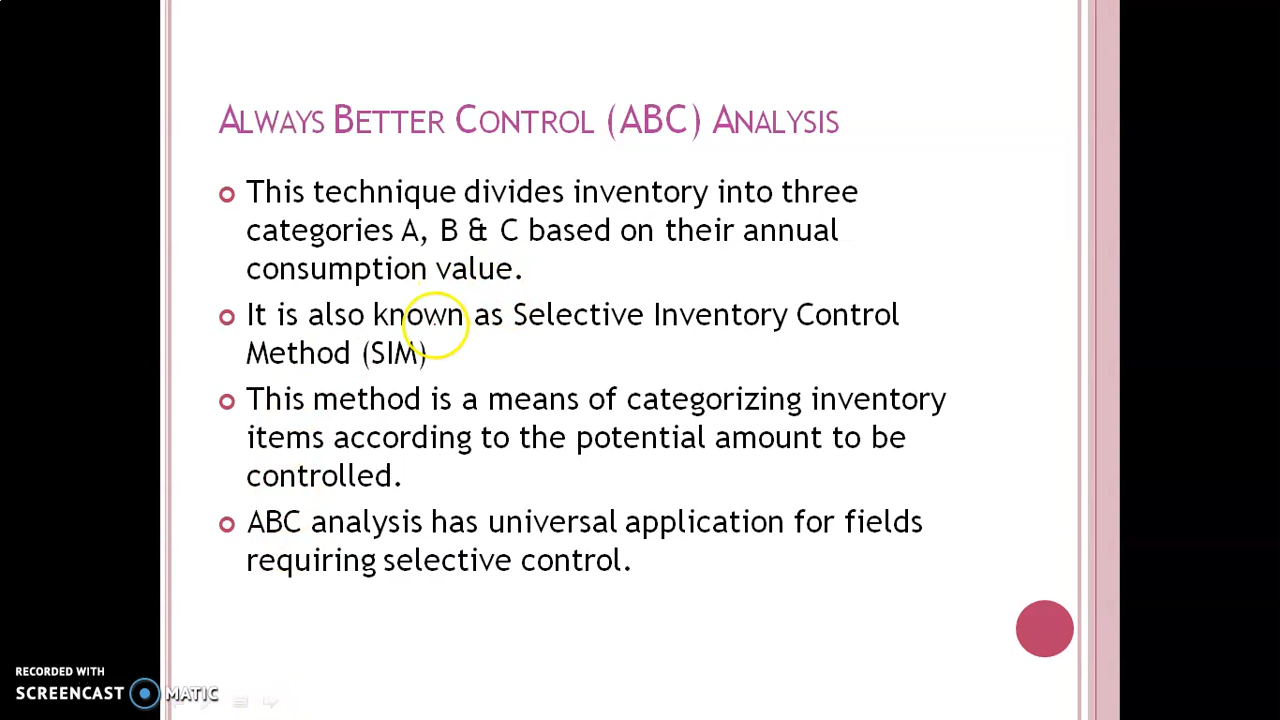 ALWAYS BETTER CONTROL (ABC) ANALYSIS
This technique divides inventory into three
categories A, B & C based on their annual
consumption value.
It is also known as Selective Inventory Control
Method (SIM)
This method is a means of categorizing inventory
items according to the potential amount to be
controlled.
ABC analysis has universal application for fields
requiring selective control.
RECORDED WITH
SCREENCAST MATIC